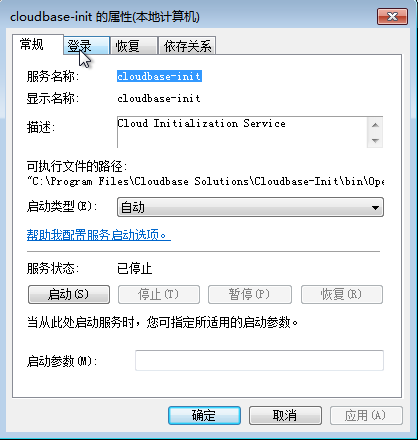 cloudbase-init 的属性(本地计算机)
常规 登录 恢复 依存关系
服务名称: cloudbase-init
显示名称: cloudbase-init
描述: Cloud Initialization Service
可执行文件的路径:
"C:\Program Files\Cloudbase Solutions\Cloudbase-Init\bin\Ope
启动类型(E): 自动
帮助我配置服务启动选项。
服务状态: 已停止
启动(S) 停止(T) 暂停(P) 恢复(R)
当从此处启动服务时，您可指定所适用的启动参数。
启动参数(M):
确定 取消 应用(A)